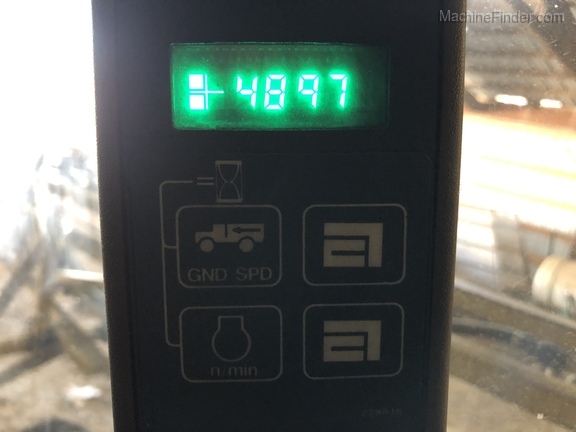 MachineFinder.com
4897
GND SPD
n/min